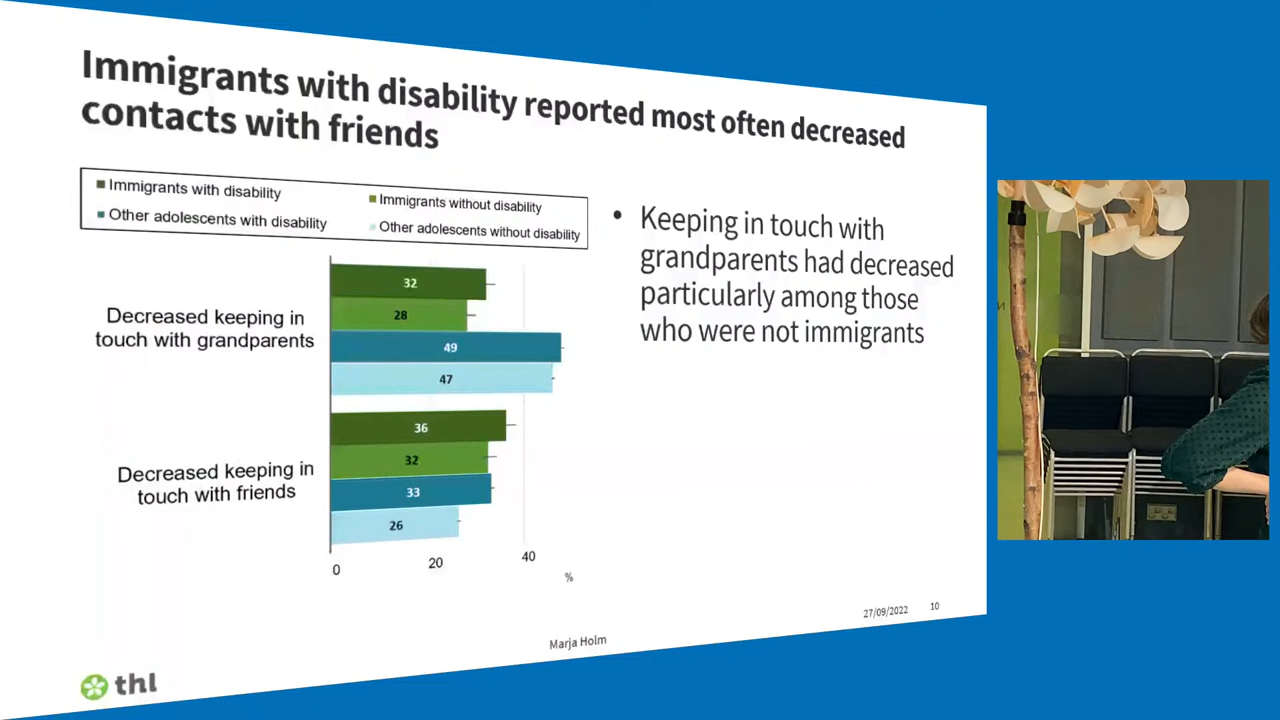 Immigrants with disability reported most often decreased
contacts with friends
Immigrants with disability
Immigrants without disability
Other adolescents with disability
Other adolescents without disability
Keeping in touch with
grandparents had decreased
particularly among those
who were not immigrants
Decreased keeping in
touch with grandparents
32
28
49
47
Decreased keeping in
touch with friends
36
32
33
26
0
20
40
%
27/09/2022
10
Marja Holm
thl